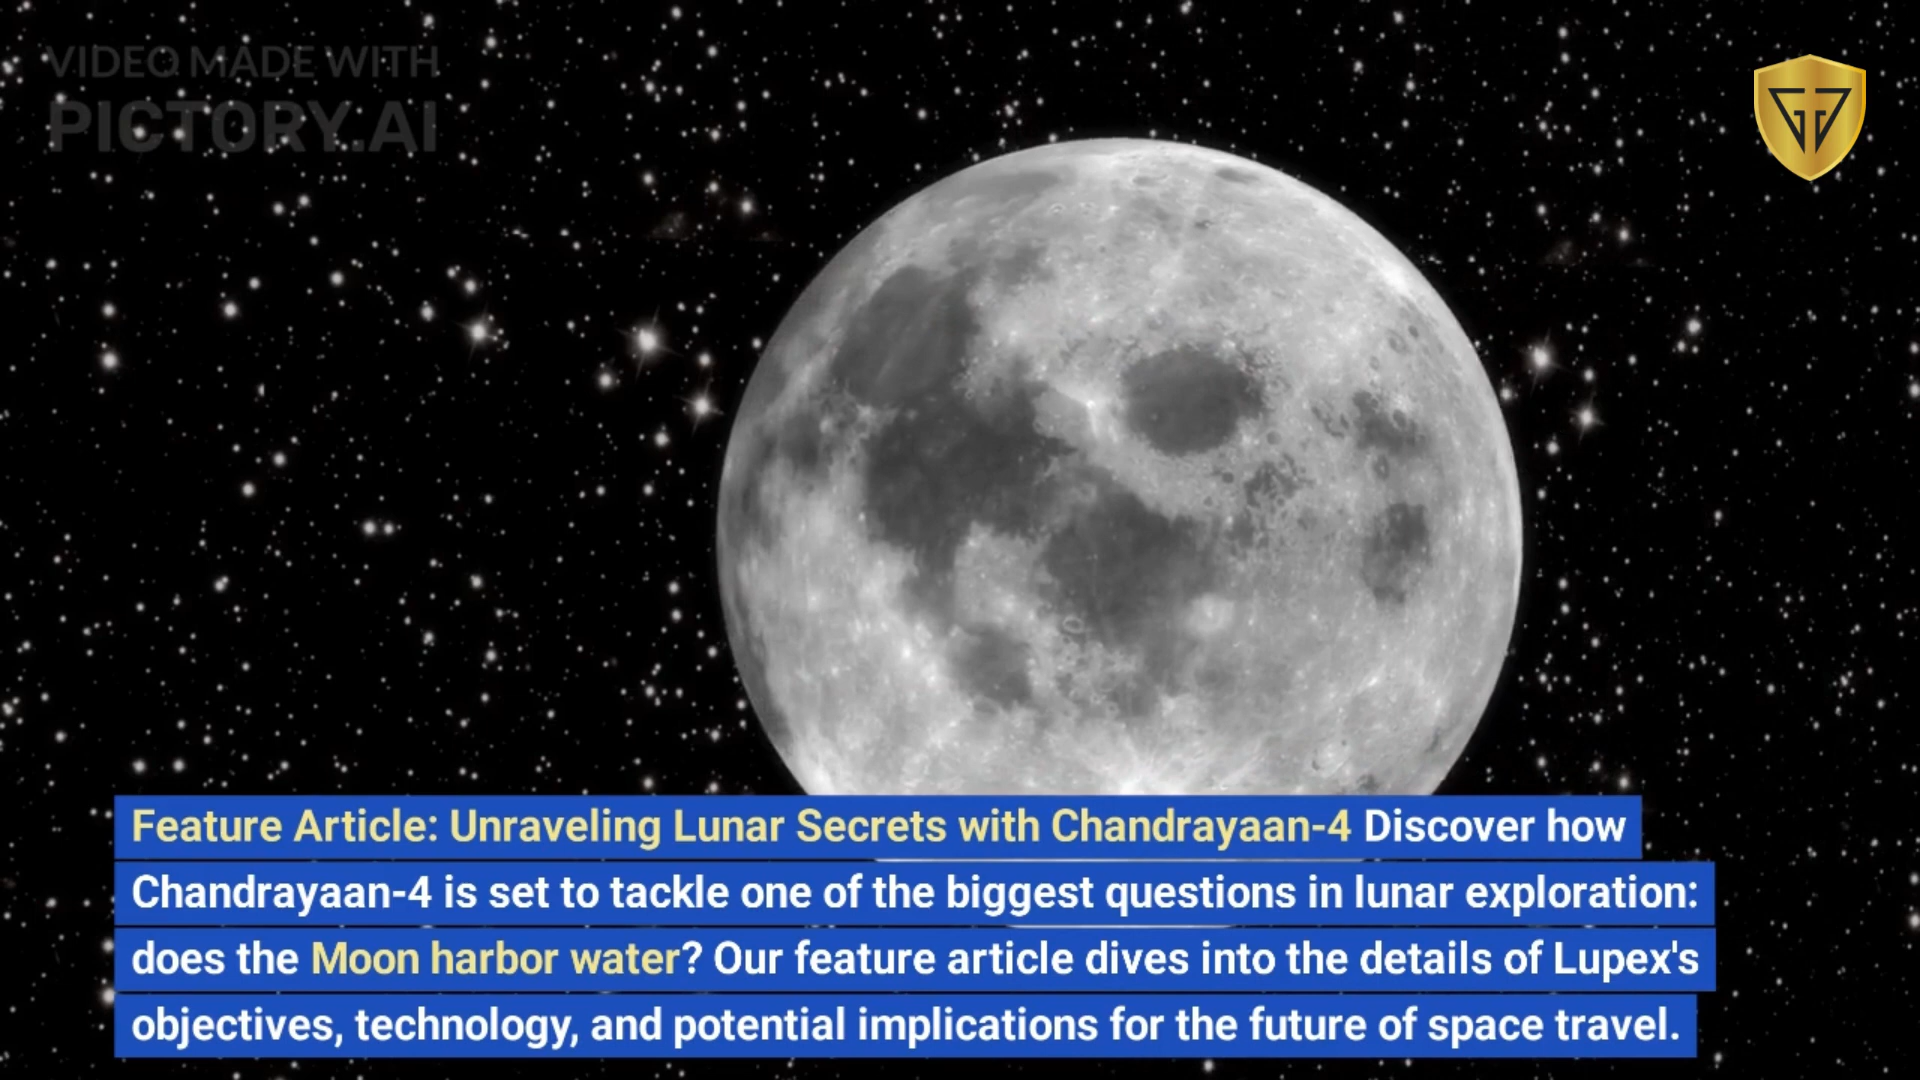 VIDEO MADE WITH
PICTORY.AI
Feature Article: Unraveling Lunar Secrets with Chandrayaan-4 Discover how
Chandrayaan-4 is set to tackle one of the biggest questions in lunar exploration:
does the Moon harbor water? Our feature article dives into the details of Lupex's
objectives, technology, and potential implications for the future of space travel.